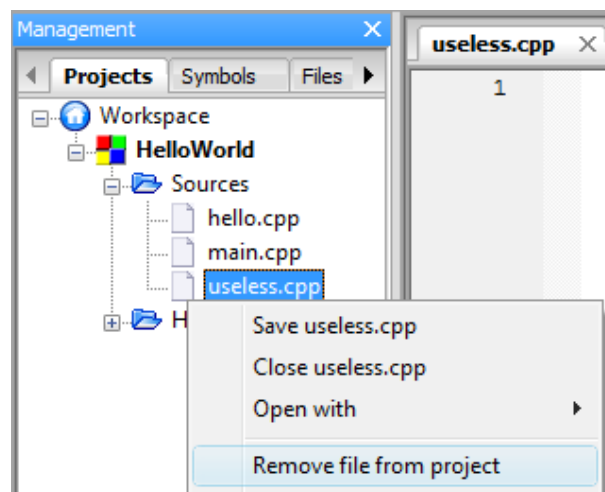 Management
Projects Symbols Files
Workspace
HelloWorld
Sources
hello.cpp
main.cpp
useless.cpp
H
Save useless.cpp
Close useless.cpp
Open with
Remove file from project
useless.cpp
1